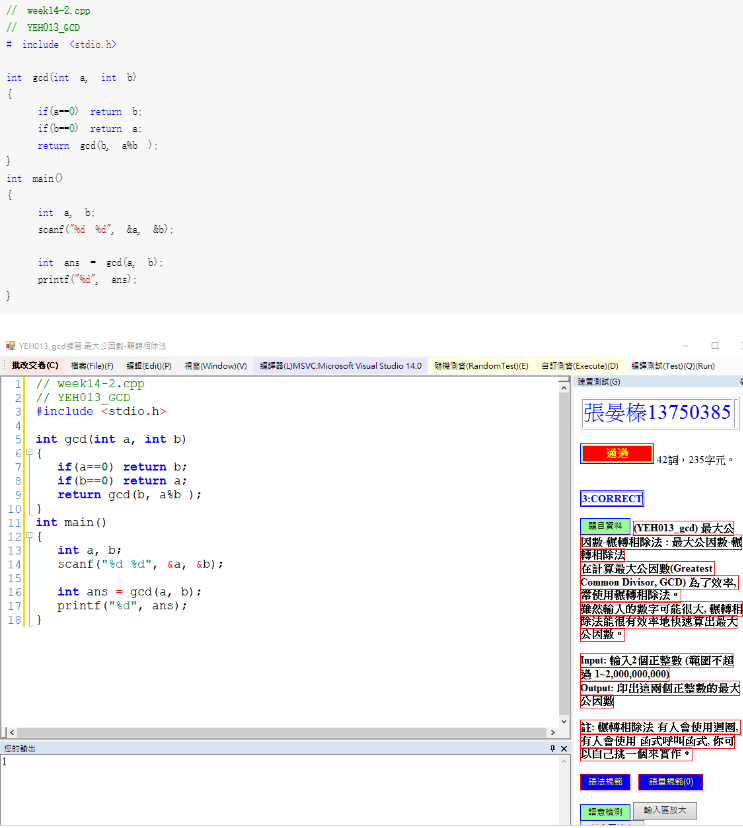 // week14-2.cpp
// YEH013_GCD
# include <stdio.h>
int gcd(int a, int b)
{
if(a==0) return b;
if(b==0) return a;
return gcd(b, a%b );
}
int main()
{
int a, b;
scanf("%d %d", &a, &b);
int ans = gcd(a, b);
printf("%d", ans);
}
YEH013_gcd練習:最大公因數-輾轉相除法
批改交卷(C) 檔案(File)(F) 編輯(Edit)(P) 視窗(Window)(V) 編譯器(L)MSVC:Microsoft Visual Studio 14.0 隨機測資(RandomTest)(E) 自訂測資(Execute)(D) 編譯測試(Test)(Q)(Run)
1 // week14-2.cpp
2 // YEH013_GCD
3 #include <stdio.h>
4
5 int gcd(int a, int b)
6 {
7 if(a==0) return b;
8 if(b==0) return a;
9 return gcd(b, a%b );
10 }
11 int main()
12 {
13 int a, b;
14 scanf("%d %d", &a, &b);
15
16 int ans = gcd(a, b);
17 printf("%d", ans);
18 }
您的輸出
1
建置測試(G)
張晏榛13750385
通過 42詞，235字元。
3:CORRECT
題目資料 (YEH013_gcd) 最大公
因數-輾轉相除法 : 最大公因數-輾
轉相除法
在計算最大公因數(Greatest
Common Divisor, GCD) 為了效率,
常使用輾轉相除法。
雖然輸入的數字可能很大, 輾轉相
除法能很有效率地快速算出最大
公因數。
Input: 輸入2個正整數 (範圍不超
過 1~2,000,000,000)
Output: 印出這兩個正整數的最大
公因數
註: 輾轉相除法 有人會使用迴圈,
有人會使用 函式呼叫函式, 你可
以自己挑一個來實作。
語法規範 語量規範(0)
語意檢測 輸入區放大